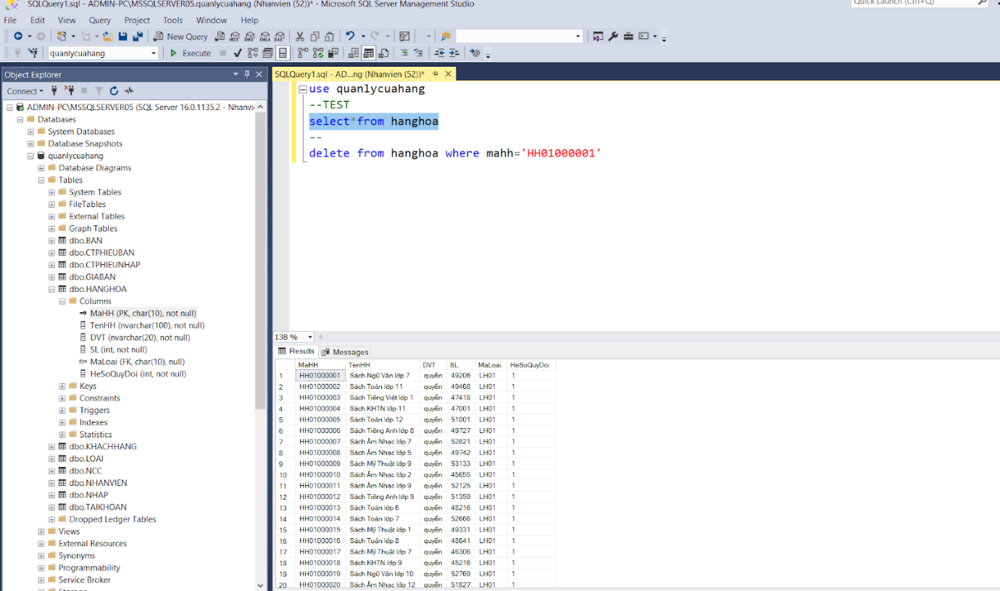 SQLQuery1.sql - ADMIN-PC\MSSQLSERVER05.quanlycuahang (Nhanvien (52))* - Microsoft SQL Server Management Studio
Quick Launch (Ctrl+Q)
File Edit View Query Project Tools Window Help
New Query MDX DMX XMLA DAX
quanlycuahang Execute
Object Explorer
Connect
ADMIN-PC\MSSQLSERVER05 (SQL Server 16.0.1135.2 - Nhanvie
Databases
System Databases
Database Snapshots
quanlycuahang
Database Diagrams
Tables
System Tables
FileTables
External Tables
Graph Tables
dbo.BAN
dbo.CTPHIEUBAN
dbo.CTPHIEUNHAP
dbo.GIABAN
dbo.HANGHOA
Columns
MaHH (PK, char(10), not null)
TenHH (nvarchar(100), not null)
DVT (nvarchar(20), not null)
SL (int, not null)
MaLoai (FK, char(10), null)
HeSoQuyDoi (int, not null)
Keys
Constraints
Triggers
Indexes
Statistics
dbo.KHACHHANG
dbo.LOAI
dbo.NCC
dbo.NHANVIEN
dbo.NHAP
dbo.TAIKHOAN
Dropped Ledger Tables
Views
External Resources
Synonyms
Programmability
Service Broker
Storage
SQLQuery1.sql - AD...ng (Nhanvien (52))*
use quanlycuahang
--TEST
select*from hanghoa
--
delete from hanghoa where mahh='HH01000001'
138 %
Results Messages
MaHH TenHH DVT SL MaLoai HeSoQuyDoi
1 HH01000001 Sách Ngữ Văn lớp 7 quyển 49206 LH01 1
2 HH01000002 Sách Toán lớp 11 quyển 49468 LH01 1
3 HH01000003 Sách Tiếng Việt lớp 1 quyển 47418 LH01 1
4 HH01000004 Sách KHTN lớp 11 quyển 47001 LH01 1
5 HH01000005 Sách Toán lớp 12 quyển 51001 LH01 1
6 HH01000006 Sách Tiếng Anh lớp 8 quyển 49727 LH01 1
7 HH01000007 Sách Âm Nhạc lớp 7 quyển 52821 LH01 1
8 HH01000008 Sách Âm Nhạc lớp 5 quyển 49742 LH01 1
9 HH01000009 Sách Mỹ Thuật lớp 9 quyển 53133 LH01 1
10 HH01000010 Sách Âm Nhạc lớp 2 quyển 45655 LH01 1
11 HH01000011 Sách Âm Nhạc lớp 9 quyển 52125 LH01 1
12 HH01000012 Sách Tiếng Anh lớp 9 quyển 51359 LH01 1
13 HH01000013 Sách Toán lớp 6 quyển 48216 LH01 1
14 HH01000014 Sách Toán lớp 7 quyển 52666 LH01 1
15 HH01000015 Sách Mỹ Thuật lớp 1 quyển 49331 LH01 1
16 HH01000016 Sách Toán lớp 8 quyển 48641 LH01 1
17 HH01000017 Sách Mỹ Thuật lớp 7 quyển 46306 LH01 1
18 HH01000018 Sách KHTN lớp 9 quyển 45216 LH01 1
19 HH01000019 Sách Ngữ Văn lớp 10 quyển 52769 LH01 1
20 HH01000020 Sách Âm Nhạc lớp 12 quyển 51827 LH01 1